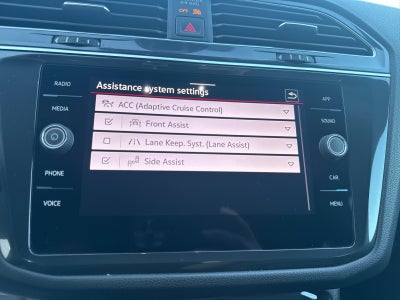 OFF
RADIO
MEDIA
PHONE
VOICE
Assistance system settings
ACC (Adaptive Cruise Control)
Front Assist
Lane Keep. Syst. (Lane Assist)
Side Assist
APP
SOUND
CAR
MENU